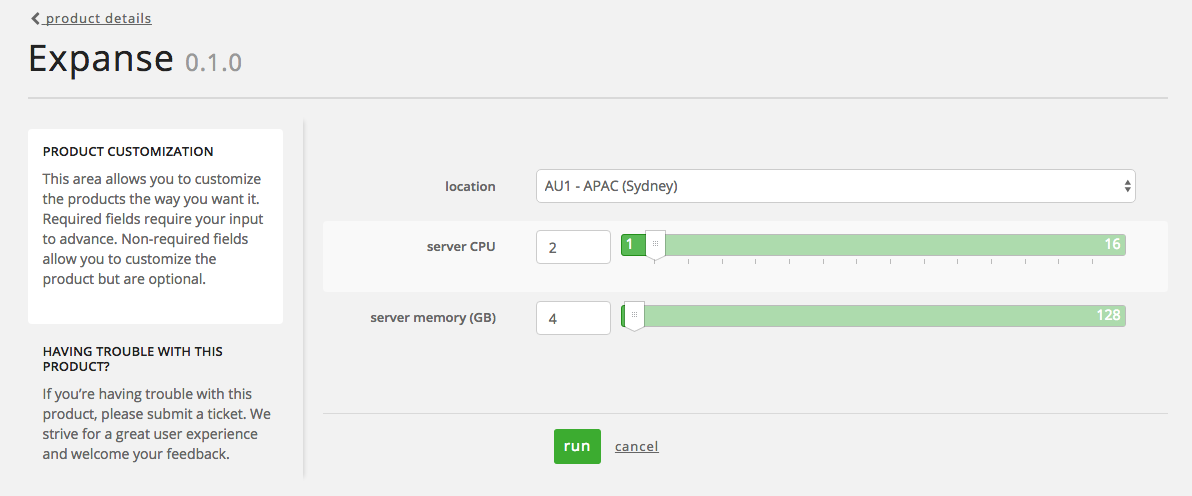 product details
Expanse 0.1.0
PRODUCT CUSTOMIZATION
This area allows you to customize
the products the way you want it.
Required fields require your input
to advance. Non-required fields
allow you to customize the
product but are optional.
HAVING TROUBLE WITH THIS
PRODUCT?
If you’re having trouble with this
product, please submit a ticket. We
strive for a great user experience
and welcome your feedback.
location AU1 - APAC (Sydney)
server CPU 2 1 16
server memory (GB) 4 128
run cancel